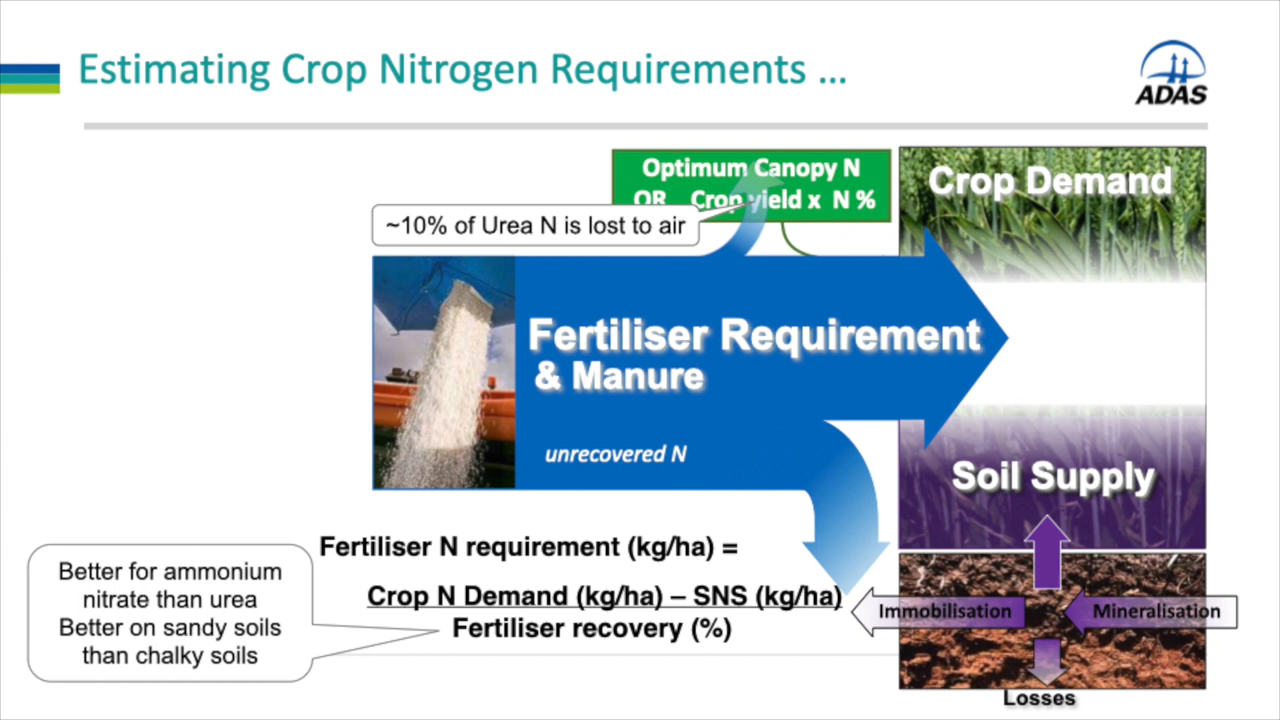 Estimating Crop Nitrogen Requirements ...
ADAS
Optimum Canopy N
OR Crop yield x N %
Crop Demand
~10% of Urea N is lost to air
Fertiliser Requirement
& Manure
unrecovered N
Soil Supply
Fertiliser N requirement (kg/ha) =
Crop N Demand (kg/ha) – SNS (kg/ha)
Fertiliser recovery (%)
Better for ammonium
nitrate than urea
Better on sandy soils
than chalky soils
Immobilisation
Mineralisation
Losses